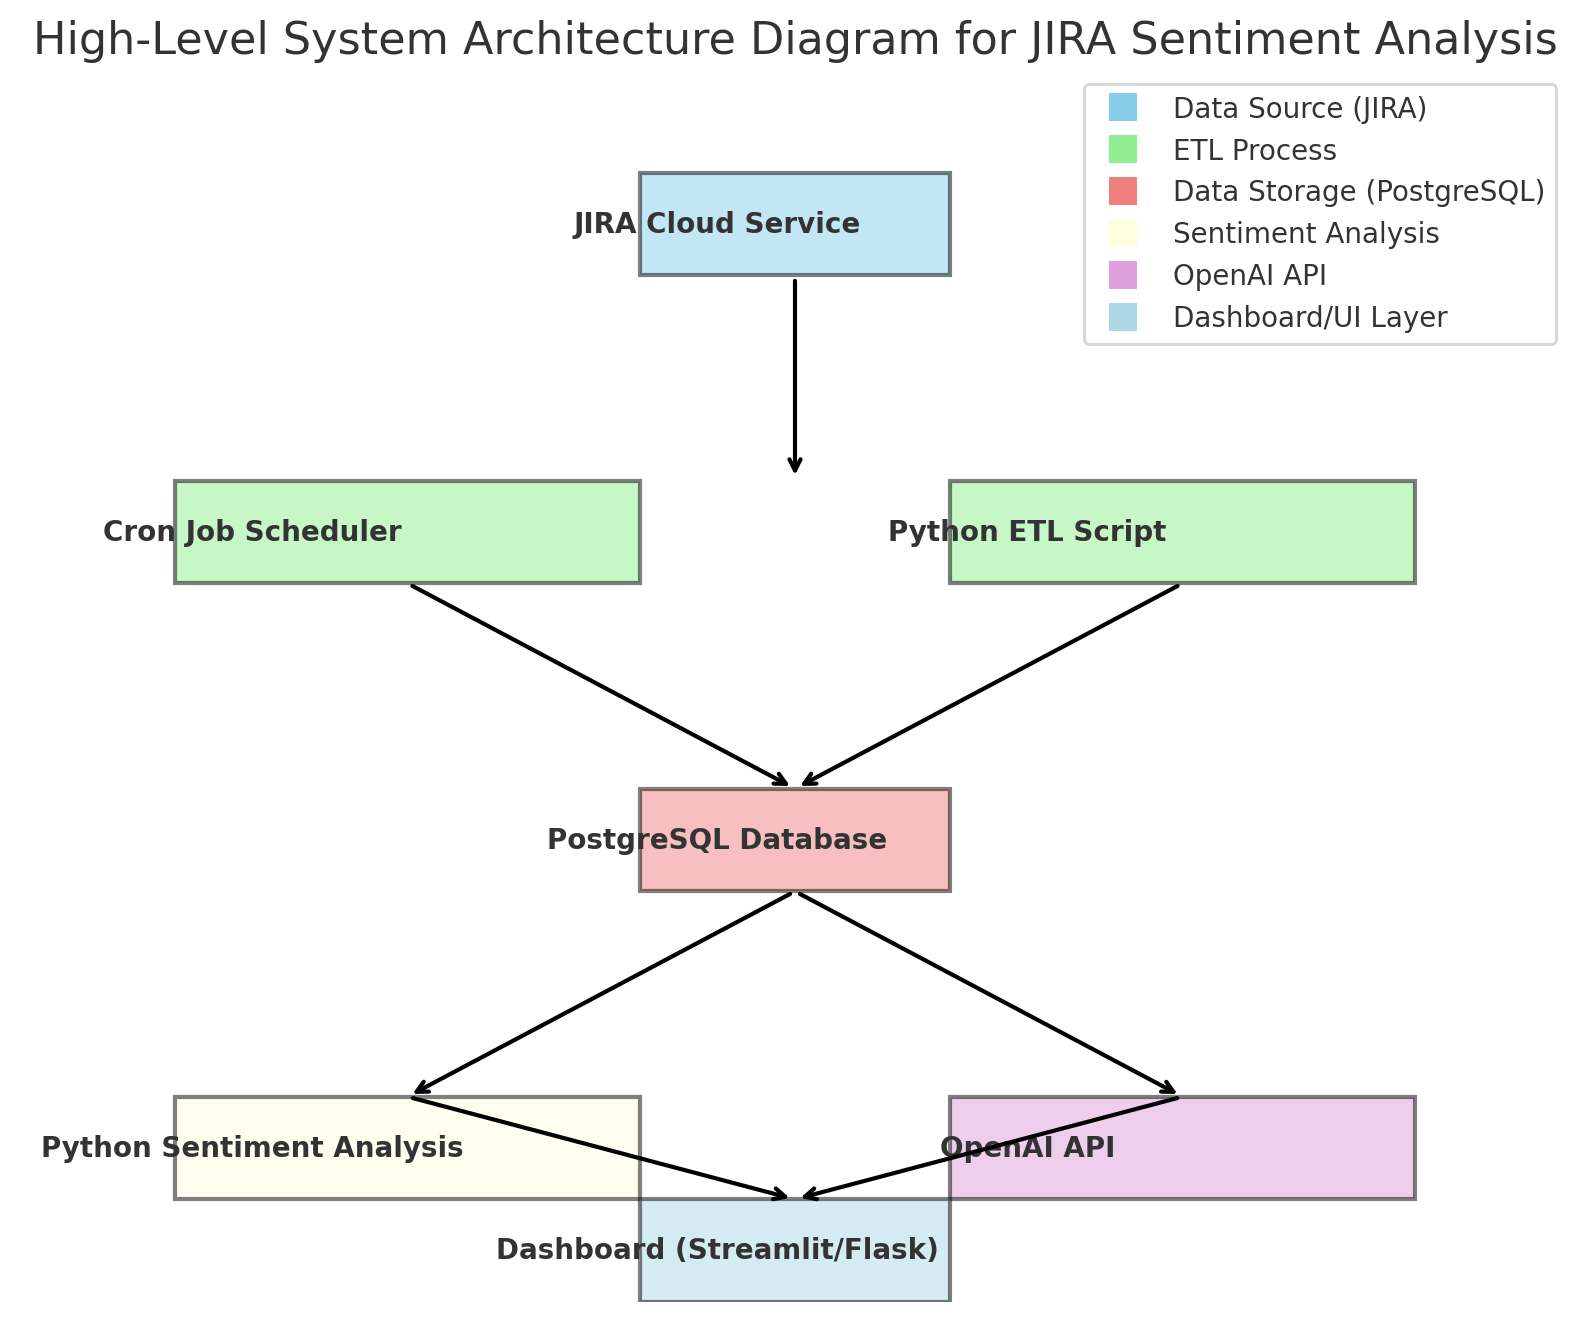 High-Level System Architecture Diagram for JIRA Sentiment Analysis
Data Source (JIRA)
ETL Process
Data Storage (PostgreSQL)
Sentiment Analysis
OpenAI API
Dashboard/UI Layer
JIRA Cloud Service
Cron Job Scheduler
Python ETL Script
PostgreSQL Database
Python Sentiment Analysis
OpenAI API
Dashboard (Streamlit/Flask)